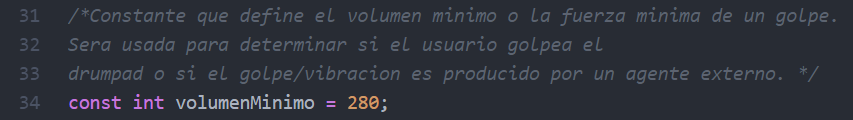 31 /*Constante que define el volumen minimo o la fuerza minima de un golpe.
32 Sera usada para determinar si el usuario golpea el
33 drumpad o si el golpe/vibracion es producido por un agente externo. */
34 const int volumenMinimo = 280;